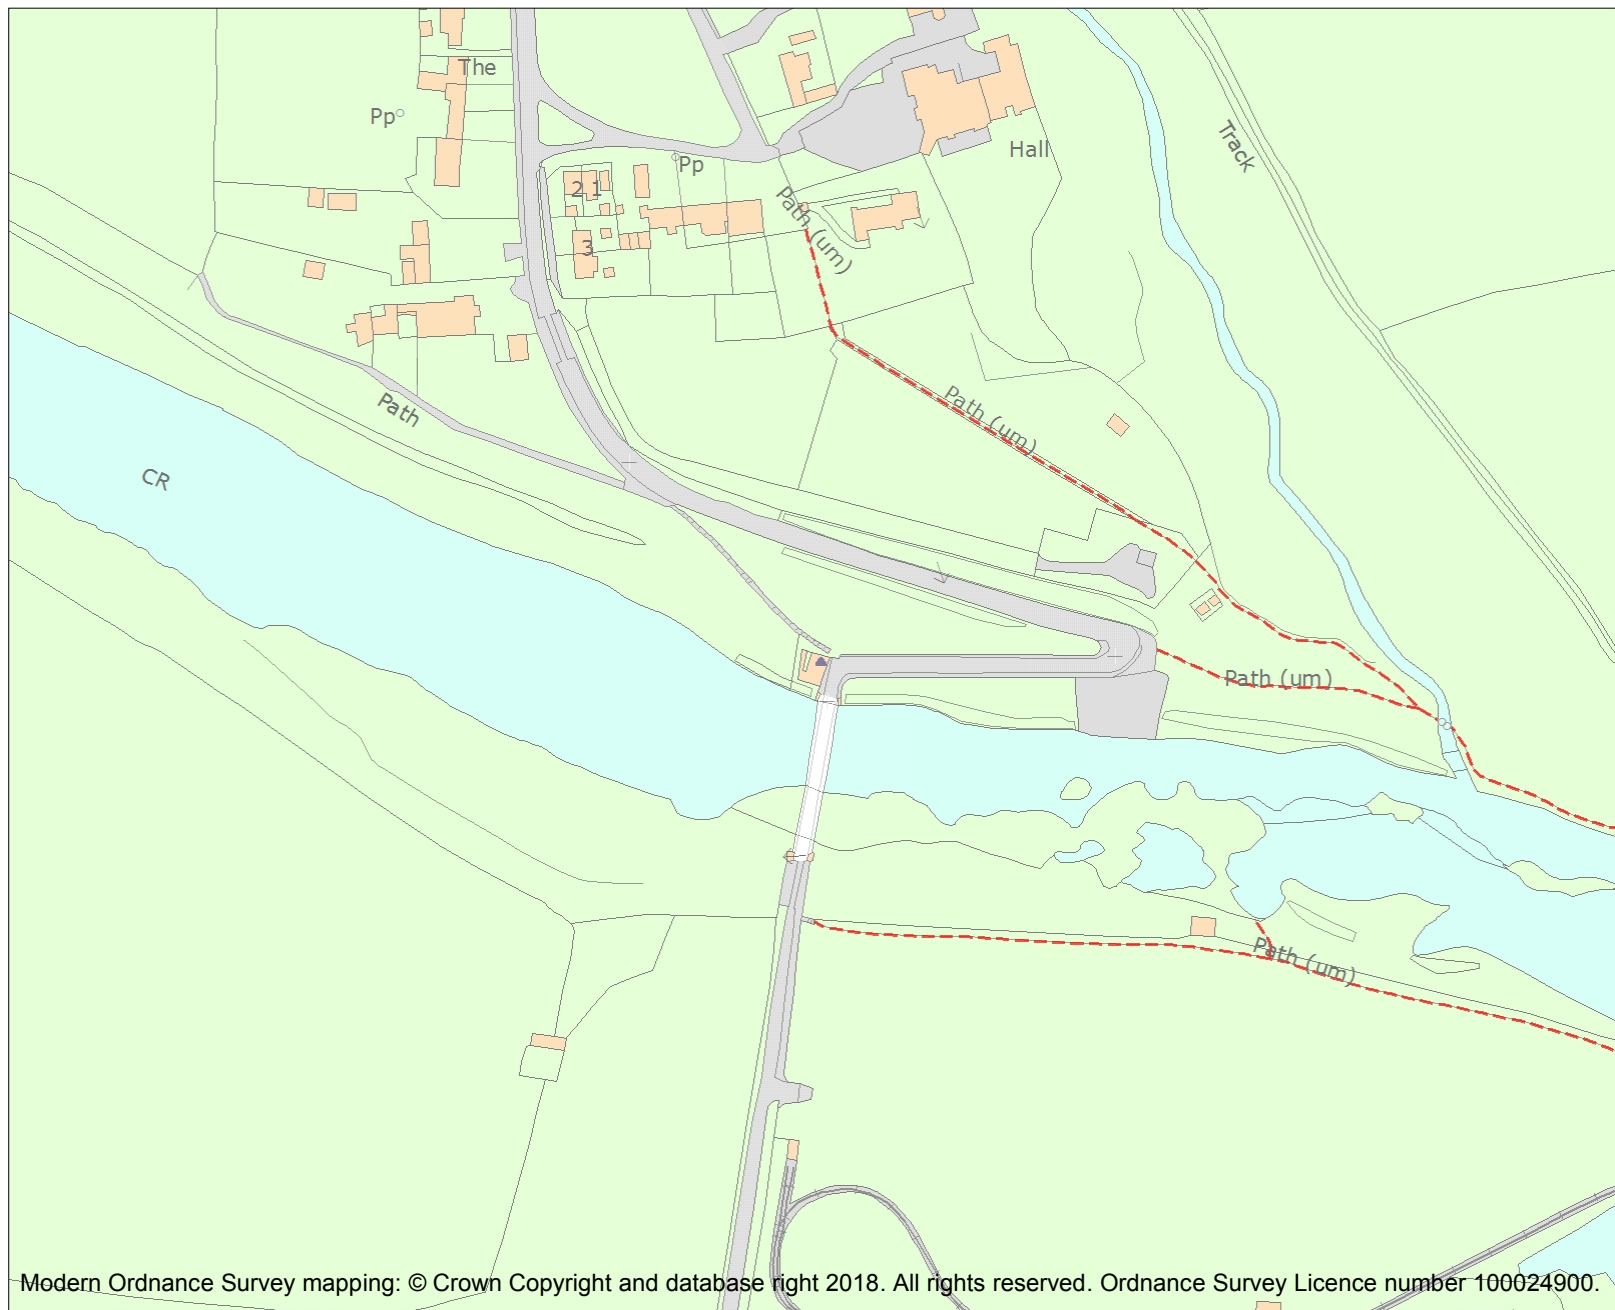 The
Pp
Track
Hall
Pp
2 1
Path (um)
3
Path
Path (um)
CR
Path (um)
Path (um)
Modern Ordnance Survey mapping: © Crown Copyright and database right 2018. All rights reserved. Ordnance Survey Licence number 100024900.